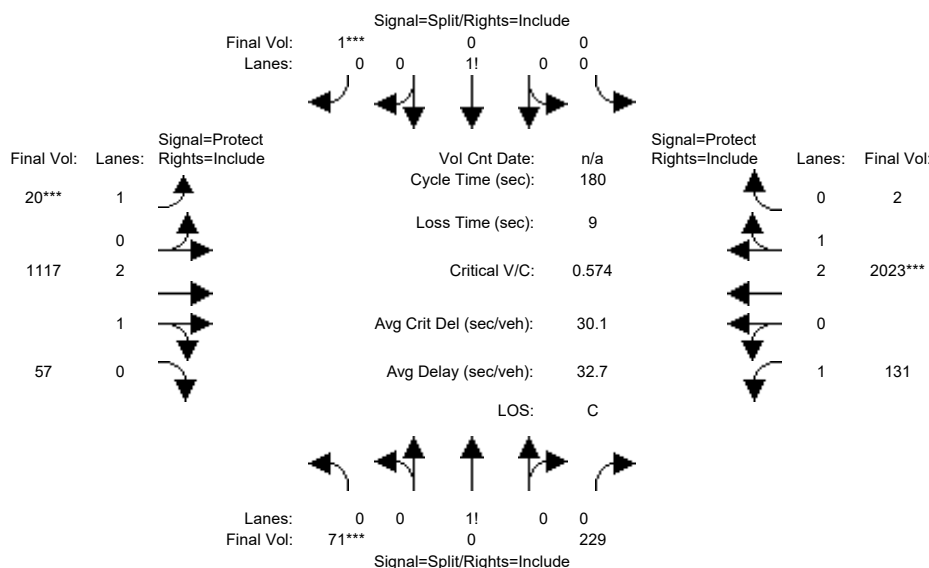 Signal=Split/Rights=Include
Final Vol: 1*** 0 0
Lanes: 0 0 1! 0 0
Signal=Protect Signal=Protect
Final Vol: Lanes: Rights=Include Vol Cnt Date: n/a Rights=Include Lanes: Final Vol:
Cycle Time (sec): 180
20*** 1 0 2
Loss Time (sec): 9
0 1
1117 2 Critical V/C: 0.574 2 2023***
1 Avg Crit Del (sec/veh): 30.1 0
57 0 Avg Delay (sec/veh): 32.7 1 131
LOS: C
Lanes: 0 0 1! 0 0
Final Vol: 71*** 0 229
Signal=Split/Rights=Include